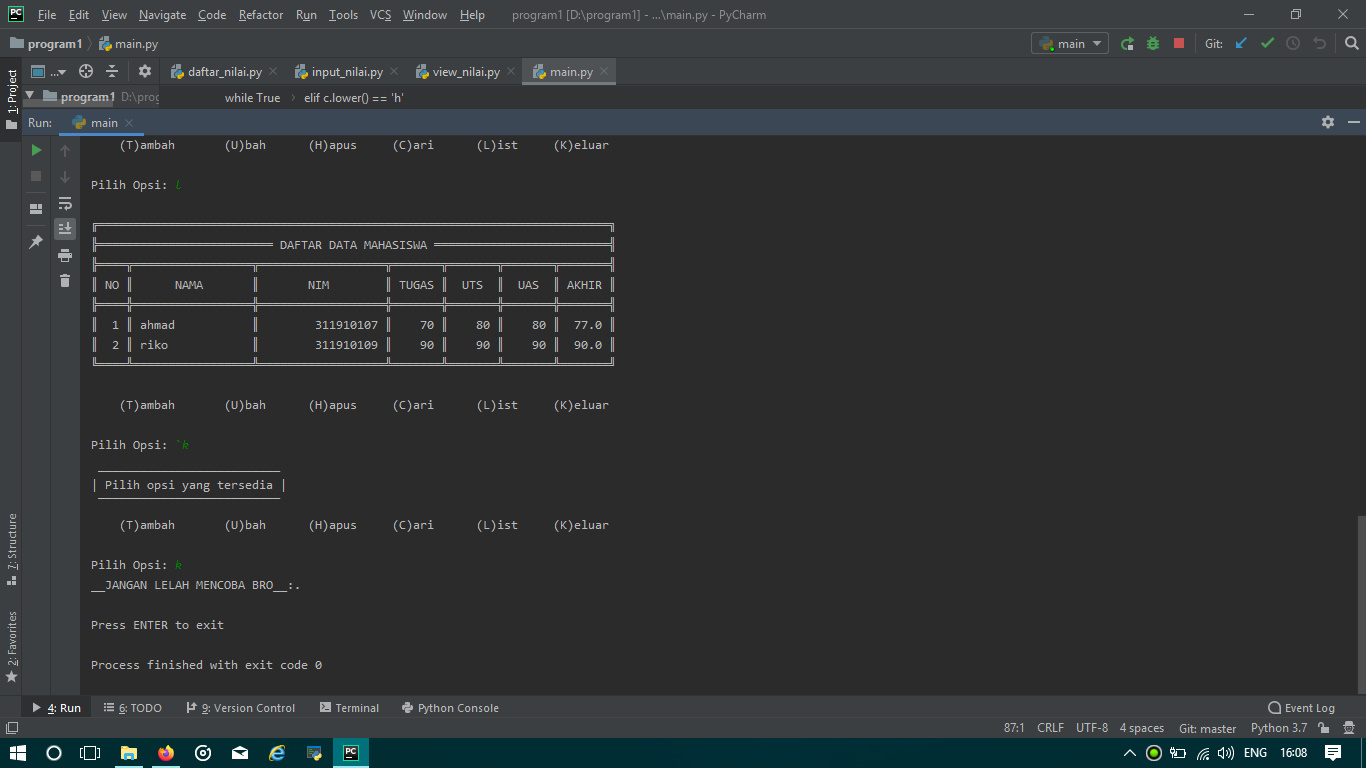 PC File Edit View Navigate Code Refactor Run Tools VCS Window Help program1 [D:\program1] - ...\main.py - PyCharm
program1 main.py main Git:
...
daftar_nilai.py input_nilai.py view_nilai.py main.py
1: Project
program1 D:\prog while True elif c.lower() == 'h'
Run: main
(T)ambah (U)bah (H)apus (C)ari (L)ist (K)eluar
Pilih Opsi: l
DAFTAR DATA MAHASISWA
NO NAMA NIM TUGAS UTS UAS AKHIR
1 ahmad 311910107 70 80 80 77.0
2 riko 311910109 90 90 90 90.0
(T)ambah (U)bah (H)apus (C)ari (L)ist (K)eluar
Pilih Opsi: `k
| Pilih opsi yang tersedia |
(T)ambah (U)bah (H)apus (C)ari (L)ist (K)eluar
Pilih Opsi: k
__JANGAN LELAH MENCOBA BRO__:.
Press ENTER to exit
Process finished with exit code 0
7: Structure
2: Favorites
4: Run 6: TODO 9: Version Control Terminal Python Console Event Log
87:1 CRLF UTF-8 4 spaces Git: master Python 3.7
PC ENG 16:08